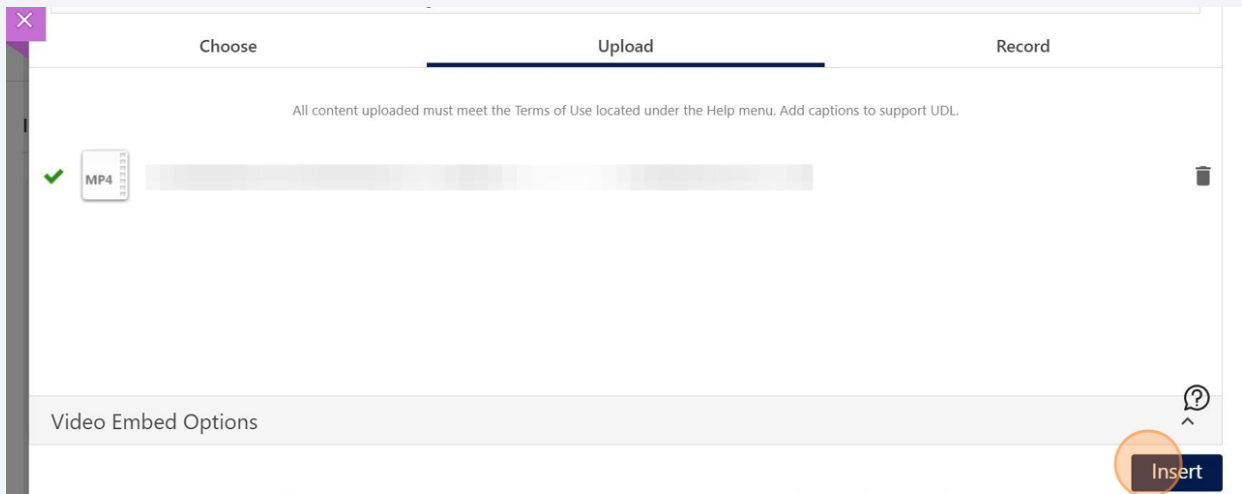 Choose
Upload
Record
All content uploaded must meet the Terms of Use located under the Help menu. Add captions to support UDL.
MP4
Video Embed Options
Insert